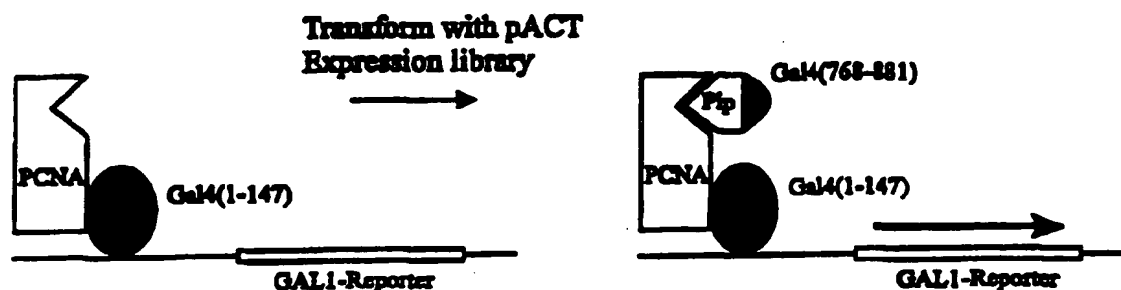 Transform with pACT
Expression library
Gal4(768-881)
Pip
PCNA
Gal4(1-147)
PCNA
Gal4(1-147)
GAL1-Reporter
GAL1-Reporter